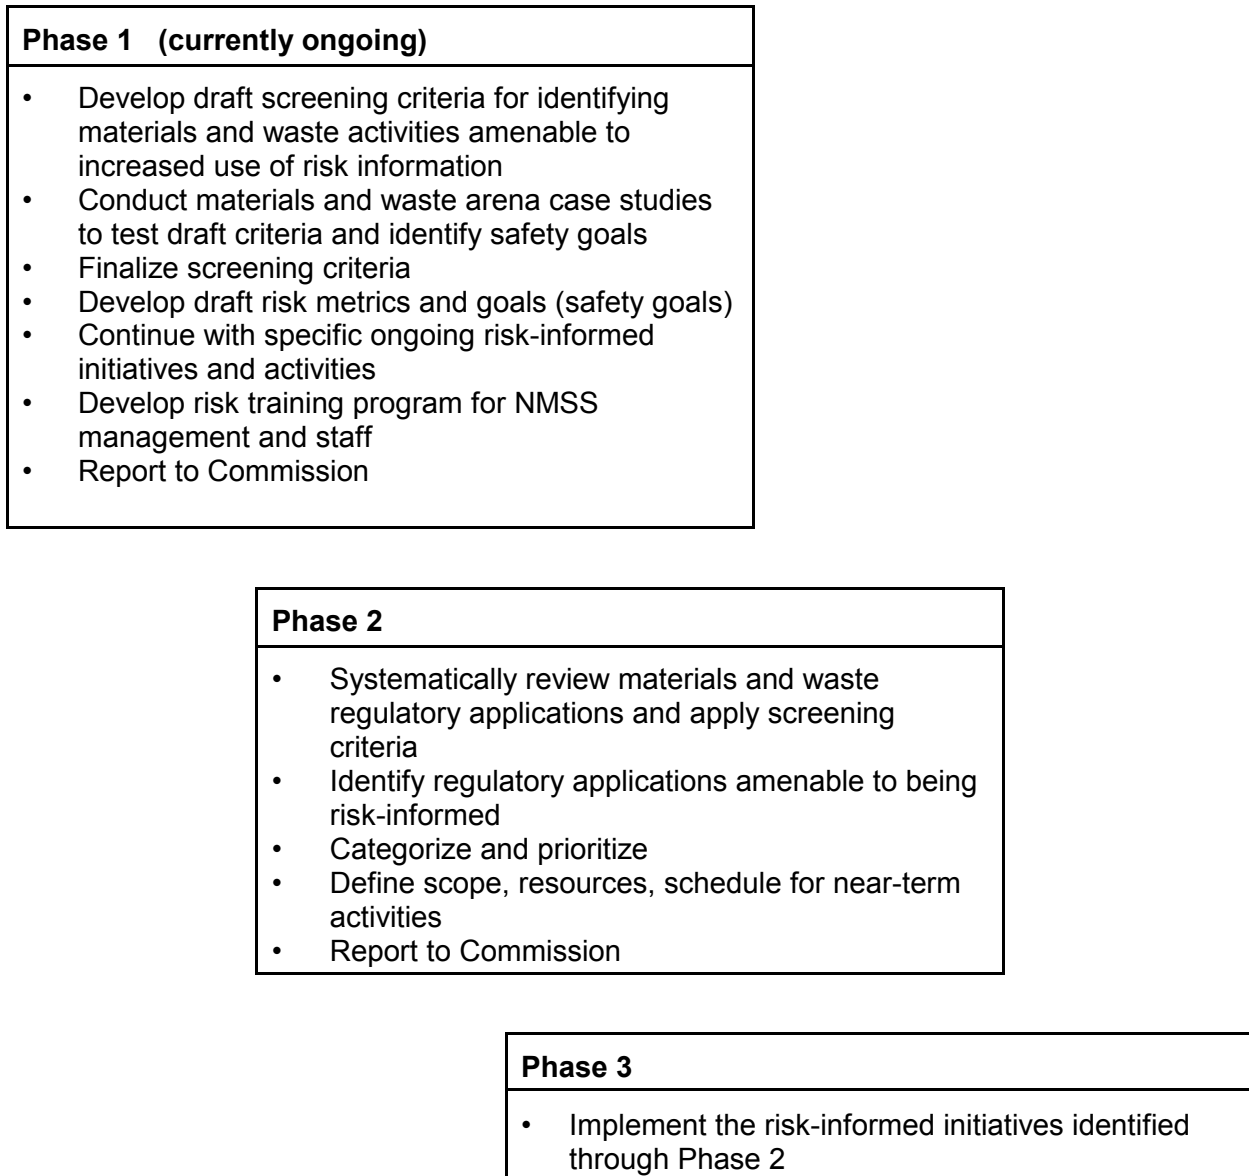 Phase 1 (currently ongoing)
• Develop draft screening criteria for identifying
materials and waste activities amenable to
increased use of risk information
• Conduct materials and waste arena case studies
to test draft criteria and identify safety goals
• Finalize screening criteria
• Develop draft risk metrics and goals (safety goals)
• Continue with specific ongoing risk-informed
initiatives and activities
• Develop risk training program for NMSS
management and staff
• Report to Commission
Phase 2
• Systematically review materials and waste
regulatory applications and apply screening
criteria
• Identify regulatory applications amenable to being
risk-informed
• Categorize and prioritize
• Define scope, resources, schedule for near-term
activities
• Report to Commission
Phase 3
• Implement the risk-informed initiatives identified
through Phase 2